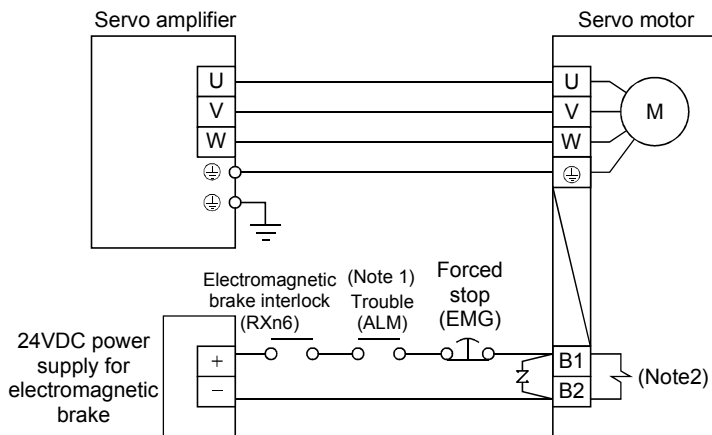 Servo amplifier
Servo motor
U
V
W
U
V
W
M
Electromagnetic
brake interlock
(RXn6)
(Note 1)
Trouble
(ALM)
Forced
stop
(EMG)
24VDC power
supply for
electromagnetic
brake
+
−
B1
B2
(Note2)